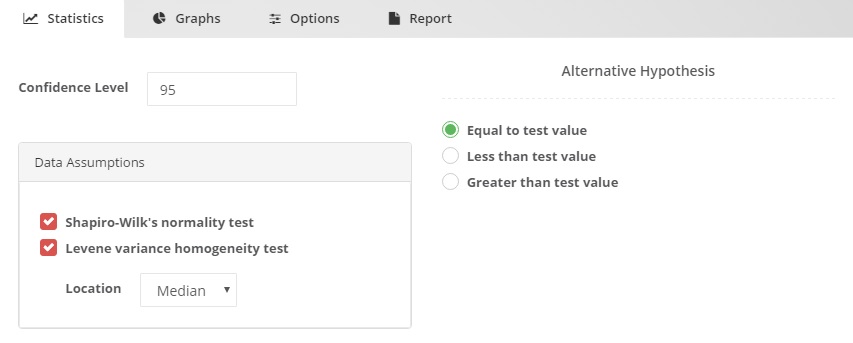 Statistics Graphs Options Report
Confidence Level 95
Data Assumptions
Shapiro-Wilk's normality test
Levene variance homogeneity test
Location Median
Alternative Hypothesis
Equal to test value
Less than test value
Greater than test value